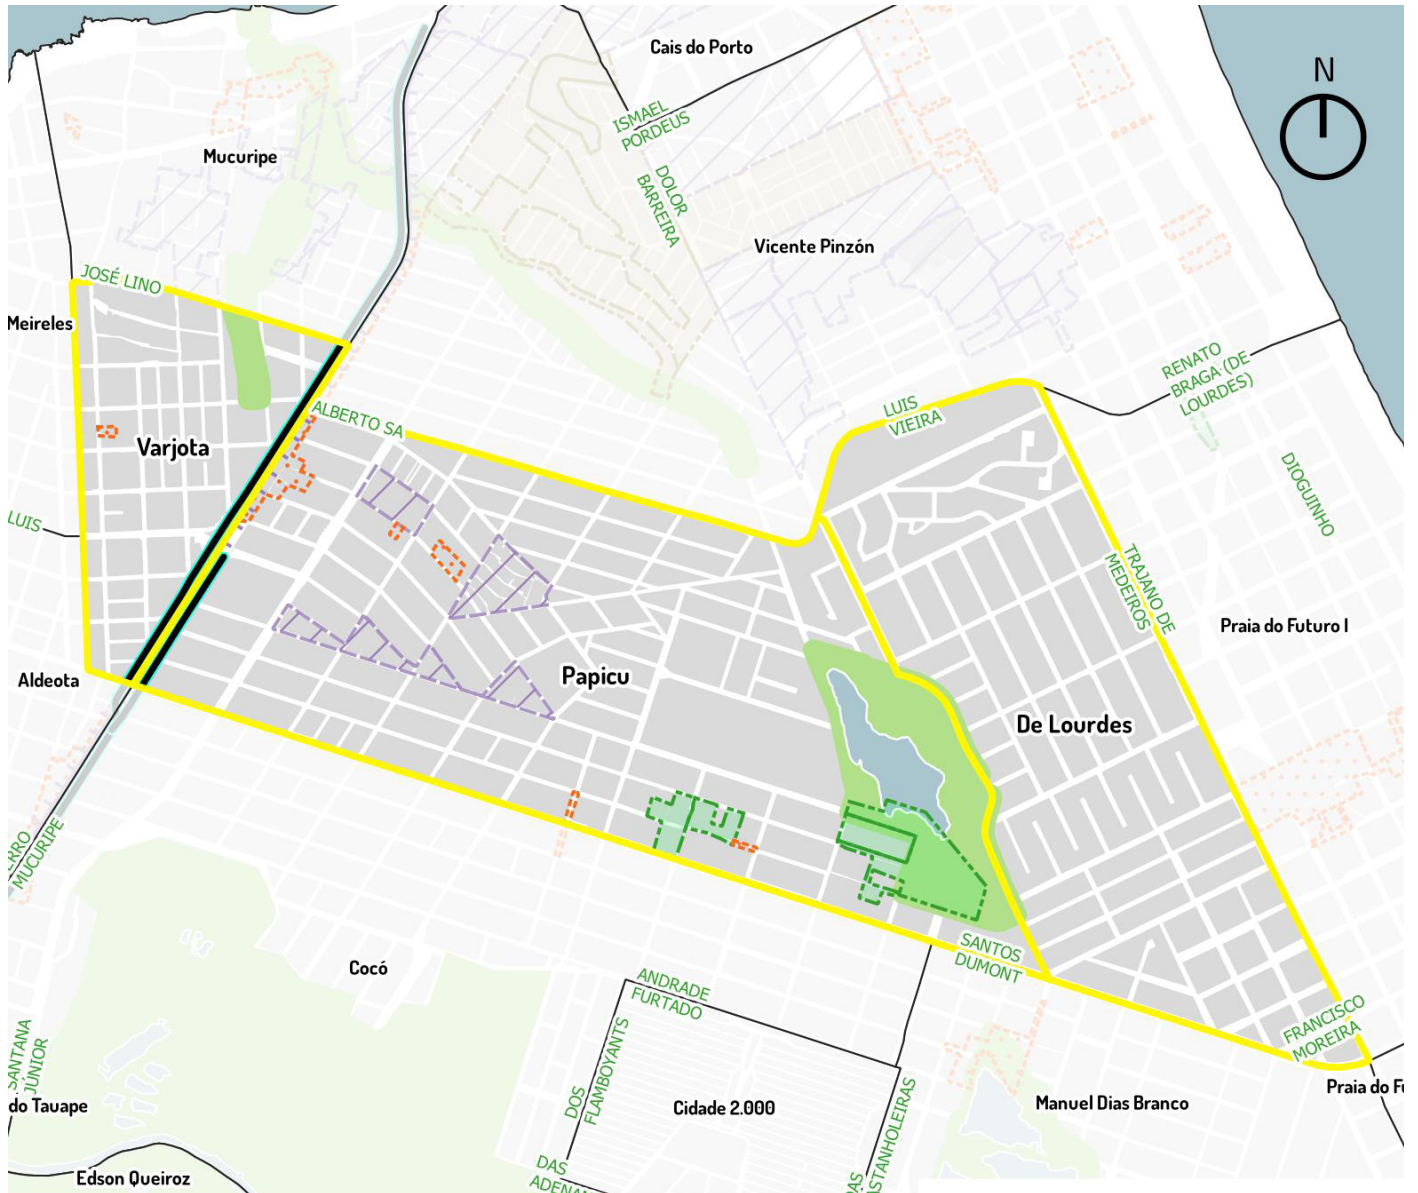 Cais do Porto
N
ISMAEL
PORDEUS
Mucuripe
DOLOR
BARREIRA
Vicente Pinzón
JOSÉ LINO
Meireles
RENATO
BRAGA (DE
LOURDES)
LUIS
VIEIRA
ALBERTO SA
Varjota
DIOGUINHO
LUIS
TRAJANO DE
MEDEIROS
Praia do Futuro I
Papicu
Aldeota
De Lourdes
ERRO
MUCURIPE
SANTOS
DUMONT
Cocó
ANDRADE
FURTADO
FRANCISCO
MOREIRA
SANTANA
JÚNIOR
DOS
FLAMBOYANTS
Praia do Fu
do Tauape
Cidade 2.000
Manuel Dias Branco
DAS
ASTANHOLEIRAS
Edson Queiroz
DAS
ADENA